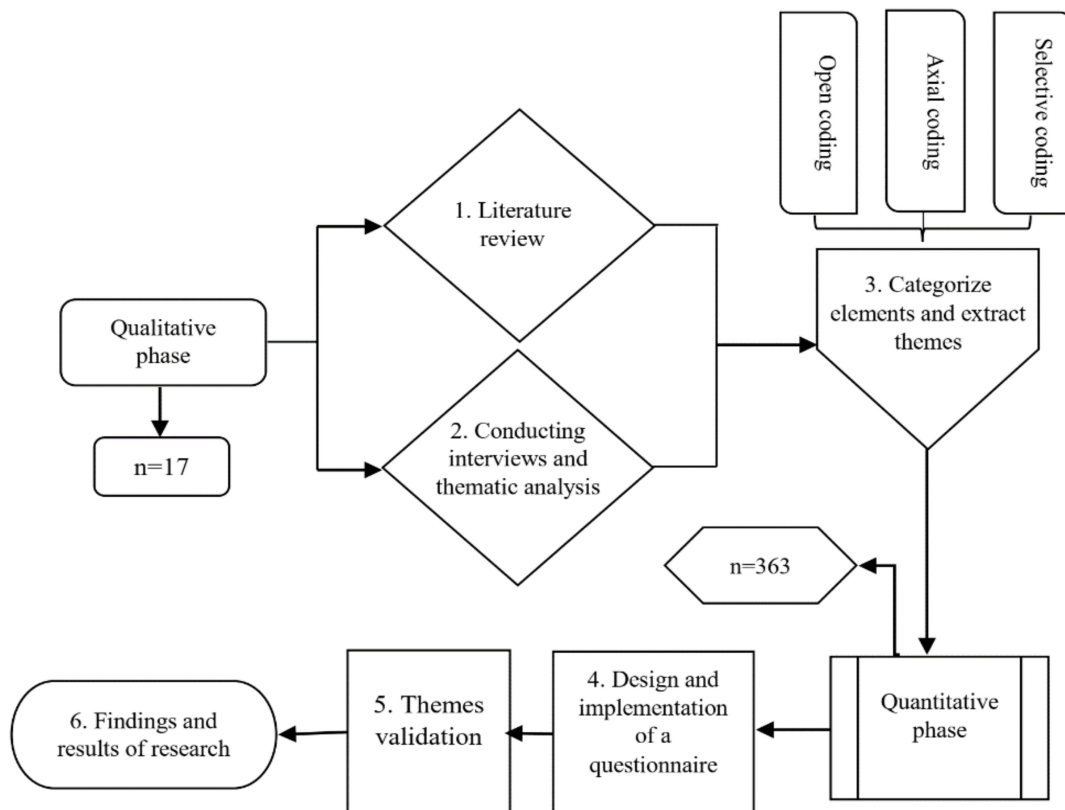 Open coding
Axial coding
Selective coding
1. Literature
review
3. Categorize
elements and extract
themes
Qualitative
phase
n=17
2. Conducting
interviews and
thematic analysis
n=363
Quantitative
phase
4. Design and
implementation
of a
questionnaire
5. Themes
validation
6. Findings and
results of research